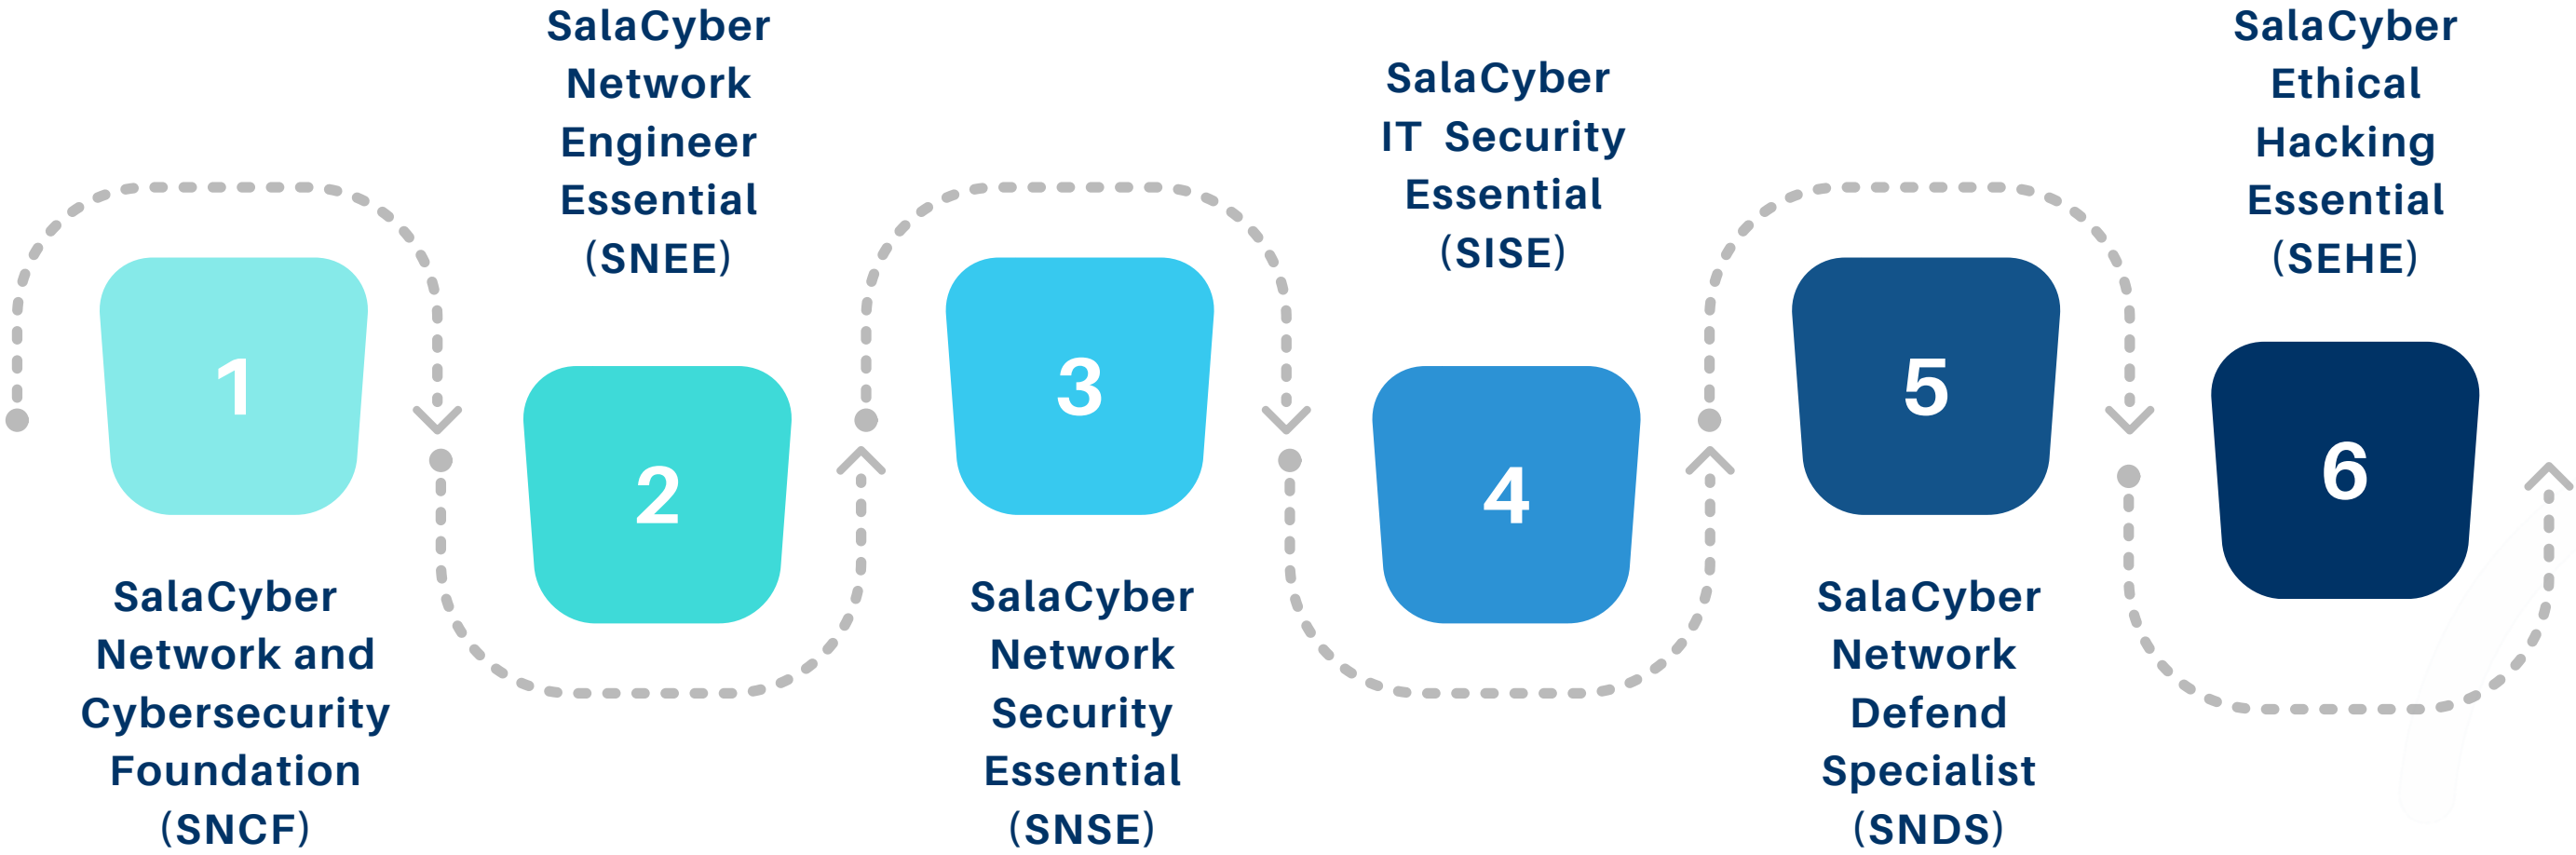 1
SalaCyber
Network and
Cybersecurity
Foundation
(SNCF)
SalaCyber
Network
Engineer
Essential
(SNEE)
2
3
SalaCyber
Network
Security
Essential
(SNSE)
SalaCyber
IT Security
Essential
(SISE)
4
5
SalaCyber
Network
Defend
Specialist
(SNDS)
SalaCyber
Ethical
Hacking
Essential
(SEHE)
6